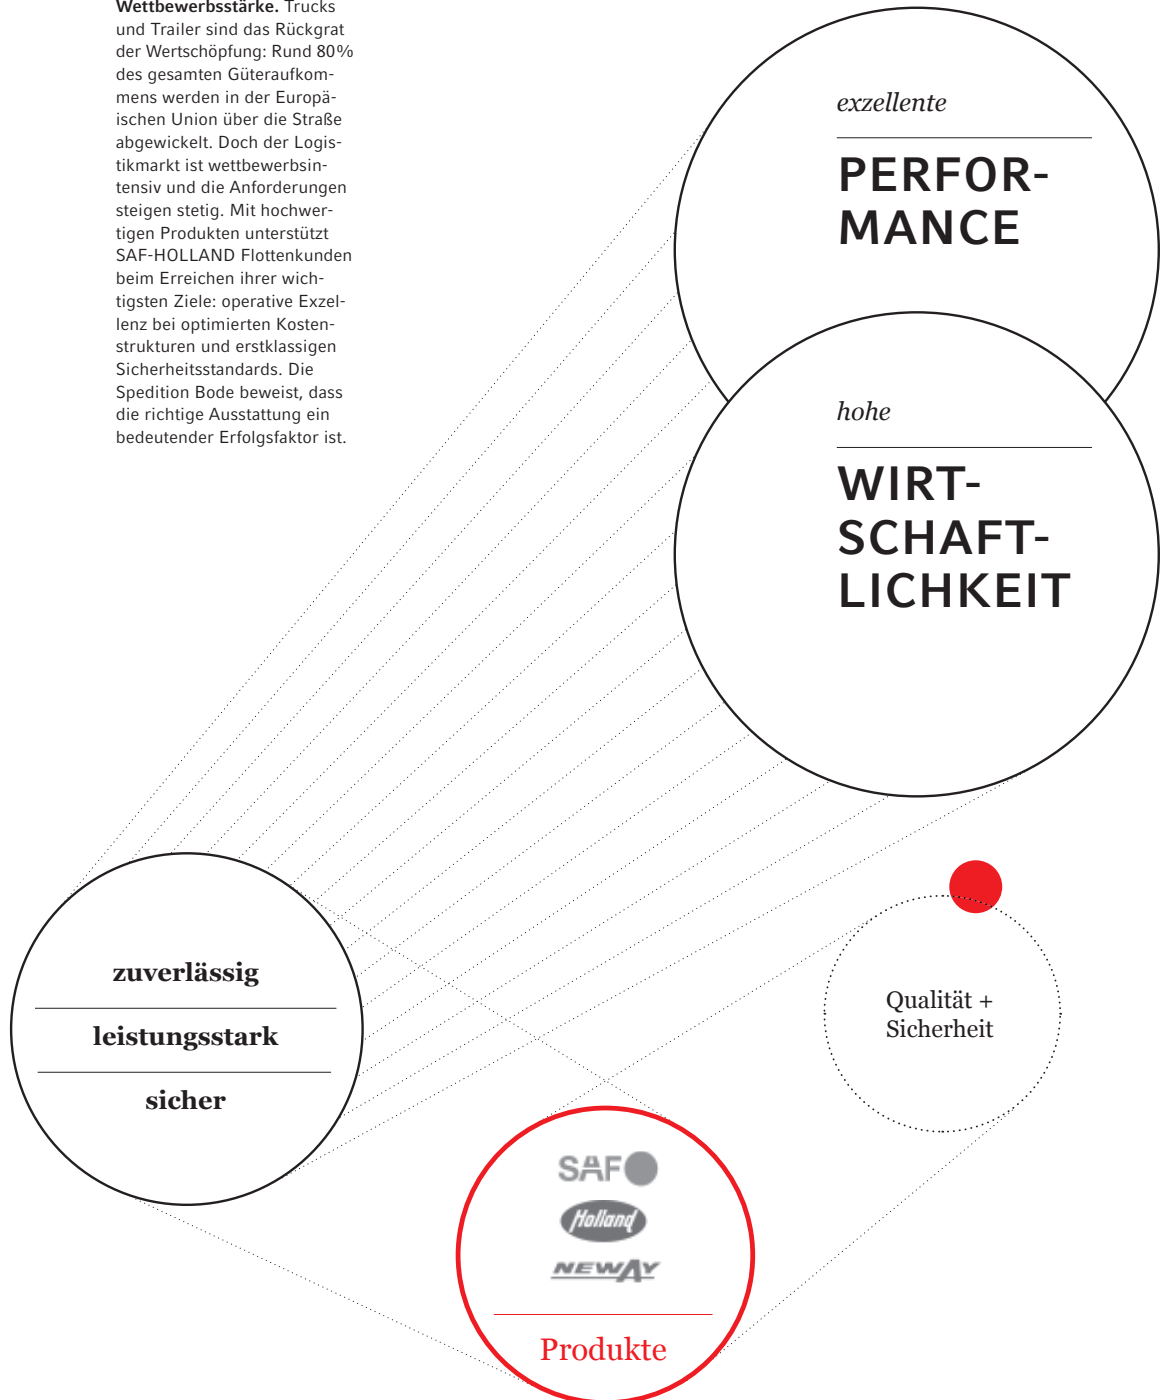 Wettbewerbsstärke. Trucks
und Trailer sind das Rückgrat
der Wertschöpfung: Rund 80%
des gesamten Güteraufkom-
mens werden in der Europä-
ischen Union über die Straße
abgewickelt. Doch der Logis-
tikmarkt ist wettbewerbsin-
tensiv und die Anforderungen
steigen stetig. Mit hochwer-
tigen Produkten unterstützt
SAF-HOLLAND Flottenkunden
beim Erreichen ihrer wich-
tigsten Ziele: operative Exzel-
lenz bei optimierten Kosten-
strukturen und erstklassigen
Sicherheitsstandards. Die
Spedition Bode beweist, dass
die richtige Ausstattung ein
bedeutender Erfolgsfaktor ist.
exzellente
PERFOR-
MANCE
hohe
WIRT-
SCHAFT-
LICHKEIT
zuverlässig
leistungsstark
sicher
Qualität +
Sicherheit
SAF
Holland
NEWAY
Produkte